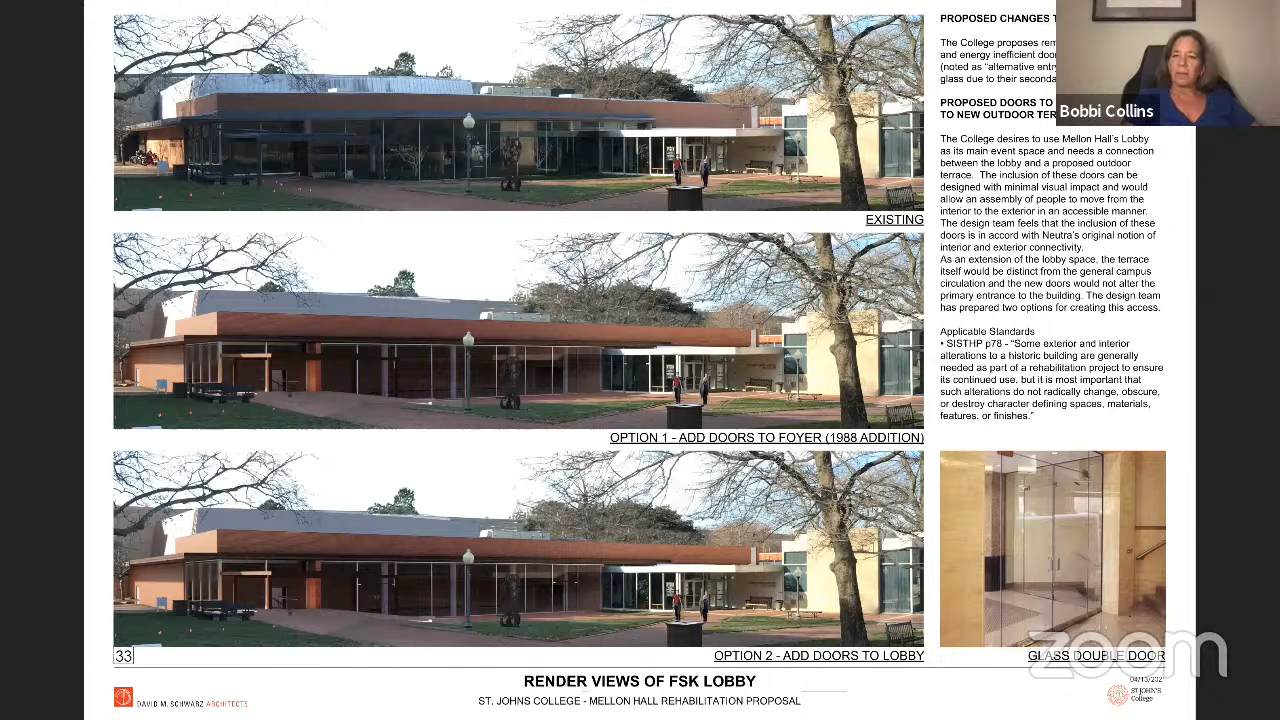 PROPOSED CHANGES
The College proposes
and energy inefficient
(noted as "alternative
glass due to their
PROPOSED DOORS TO
TO NEW OUTDOOR
Bobbi Collins
The College desires to use Mellon Hall's Lobby
as its main event space and needs a connection
between the lobby and a proposed outdoor
terrace. The inclusion of these doors can be
designed with minimal visual impact and would
allow an assembly of people to move from the
interior to the exterior in an accessible manner.
The design team feels that the inclusion of these
doors is in accord with Neutra's original notion of
interior and exterior connectivity.
As an extension of the lobby space, the terrace
itself would be distinct from the general campus
circulation and the new doors would not alter the
primary entrance to the building. The design team
has prepared two options for creating this access.
Applicable Standards
• SISTHP p78 - "Some exterior and interior
alterations to a historic building are generally
needed as part of a rehabilitation project to ensure
its continued use, but it is most important that
such alterations do not radically change, obscure,
or destroy character defining spaces, materials,
features, or finishes."
EXISTING
OPTION 1 - ADD DOORS TO FOYER (1988 ADDITION)
OPTION 2 - ADD DOORS TO LOBBY
GLASS DOUBLE DOOR
zoom
33
RENDER VIEWS OF FSK LOBBY
ST. JOHNS COLLEGE - MELLON HALL REHABILITATION PROPOSAL
DAVID M. SCHWARZ ARCHITECTS
04/13/202
ST JOHN'S
College